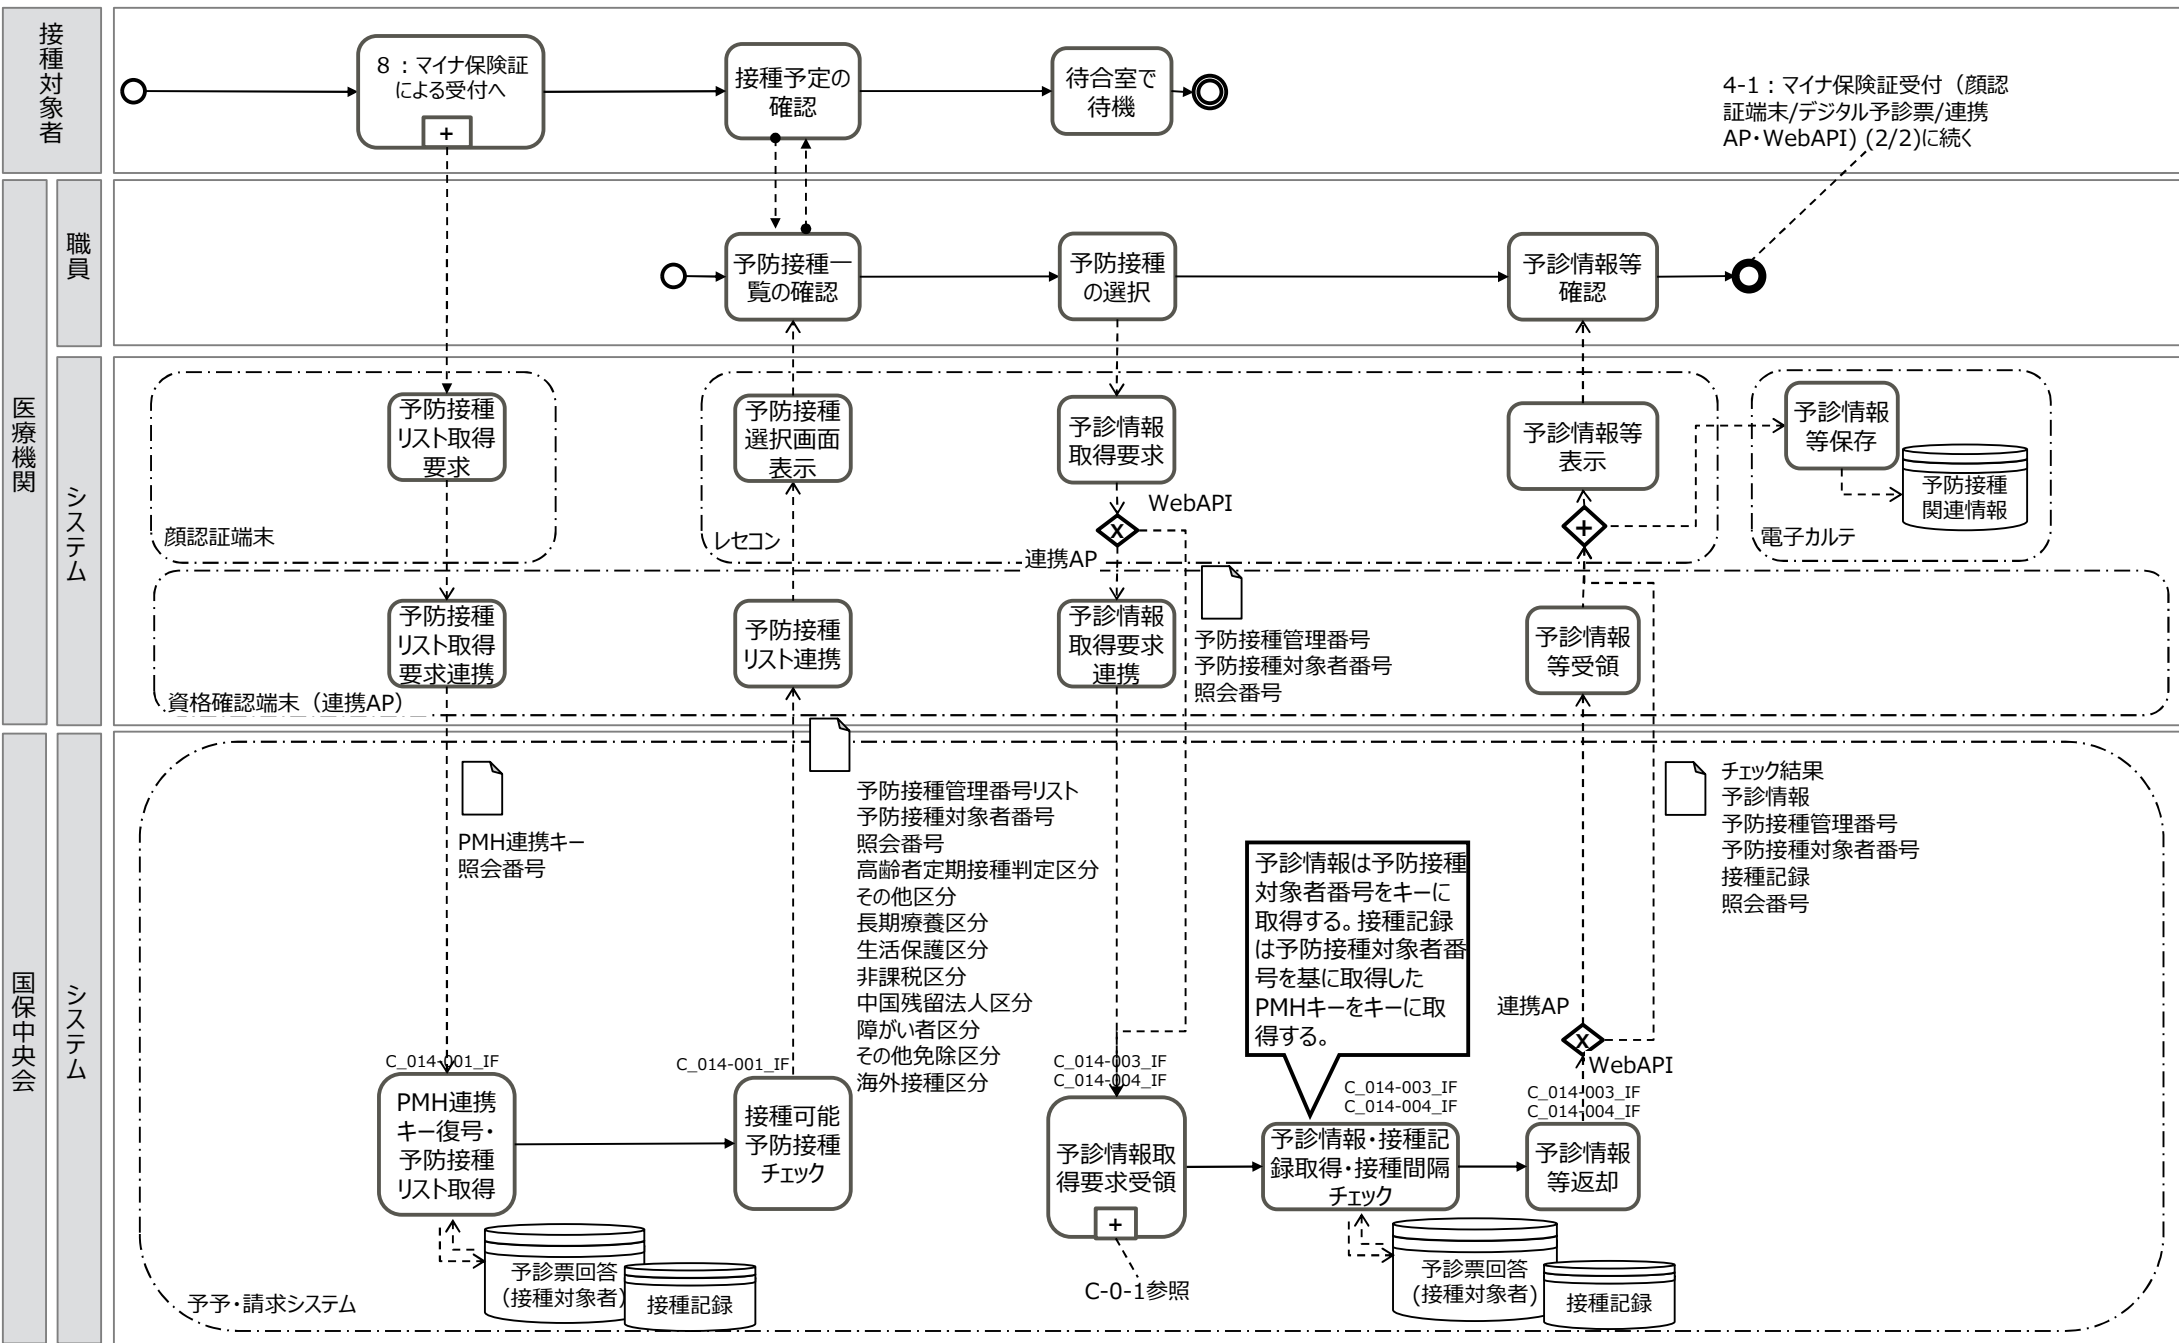 接種対象者
8：マイナ保険証
による受付へ
+
接種予定の
確認
待合室で
待機
4-1：マイナ保険証受付（顔認
証端末/デジタル予診票/連携
AP・WebAPI) (2/2)に続く
医療機関
職員
予防接種一
覧の確認
予防接種
の選択
予診情報等
確認
システム
予防接種
リスト取得
要求
顔認証端末
予防接種
選択画面
表示
レセコン
予診情報
取得要求
WebAPI
X
連携AP
予診情報等
表示
+
予診情報
等保存
予防接種
関連情報
電子カルテ
予防接種
リスト取得
要求連携
資格確認端末（連携AP）
予防接種
リスト連携
予診情報
取得要求
連携
予防接種管理番号
予防接種対象者番号
照会番号
予診情報
等受領
国保中央会
システム
PMH連携キー
照会番号
予防接種管理番号リスト
予防接種対象者番号
照会番号
高齢者定期接種判定区分
その他区分
長期療養区分
生活保護区分
非課税区分
中国残留法人区分
障がい者区分
その他免除区分
海外接種区分
予診情報は予防接種
対象者番号をキーに
取得する。接種記録
は予防接種対象者番
号を基に取得した
PMHキーをキーに取
得する。
チェック結果
予診情報
予防接種管理番号
予防接種対象者番号
接種記録
照会番号
連携AP
X
WebAPI
C_014-001_IF
PMH連携
キー復号・
予防接種
リスト取得
C_014-001_IF
接種可能
予防接種
チェック
C_014-003_IF
C_014-004_IF
予診情報取
得要求受領
+
C-0-1参照
C_014-003_IF
C_014-004_IF
予診情報・接種記
録取得・接種間隔
チェック
C_014-003_IF
C_014-004_IF
予診情報
等返却
予診票回答
（接種対象者）
接種記録
予診票回答
(接種対象者）
接種記録
予予・請求システム